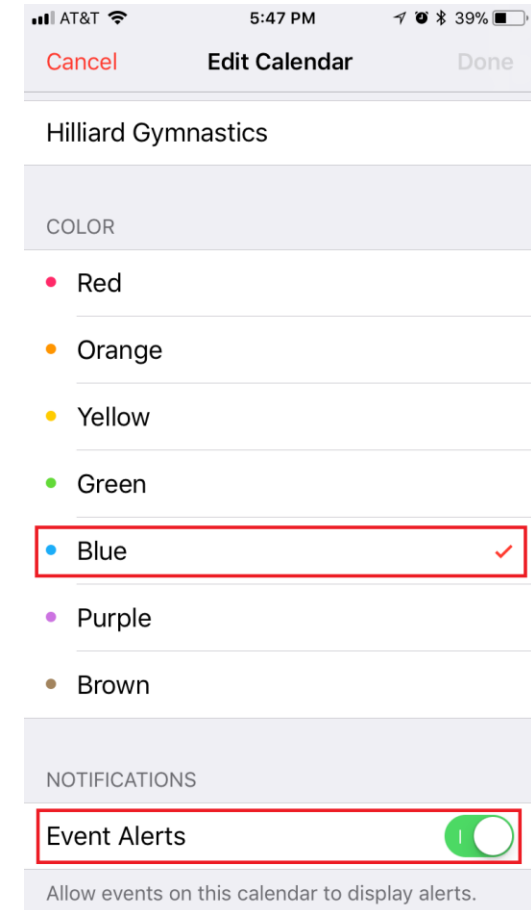 AT&T 5:47 PM 39%
Cancel Edit Calendar Done
Hilliard Gymnastics
COLOR
Red
Orange
Yellow
Green
Blue
Purple
Brown
NOTIFICATIONS
Event Alerts
Allow events on this calendar to display alerts.